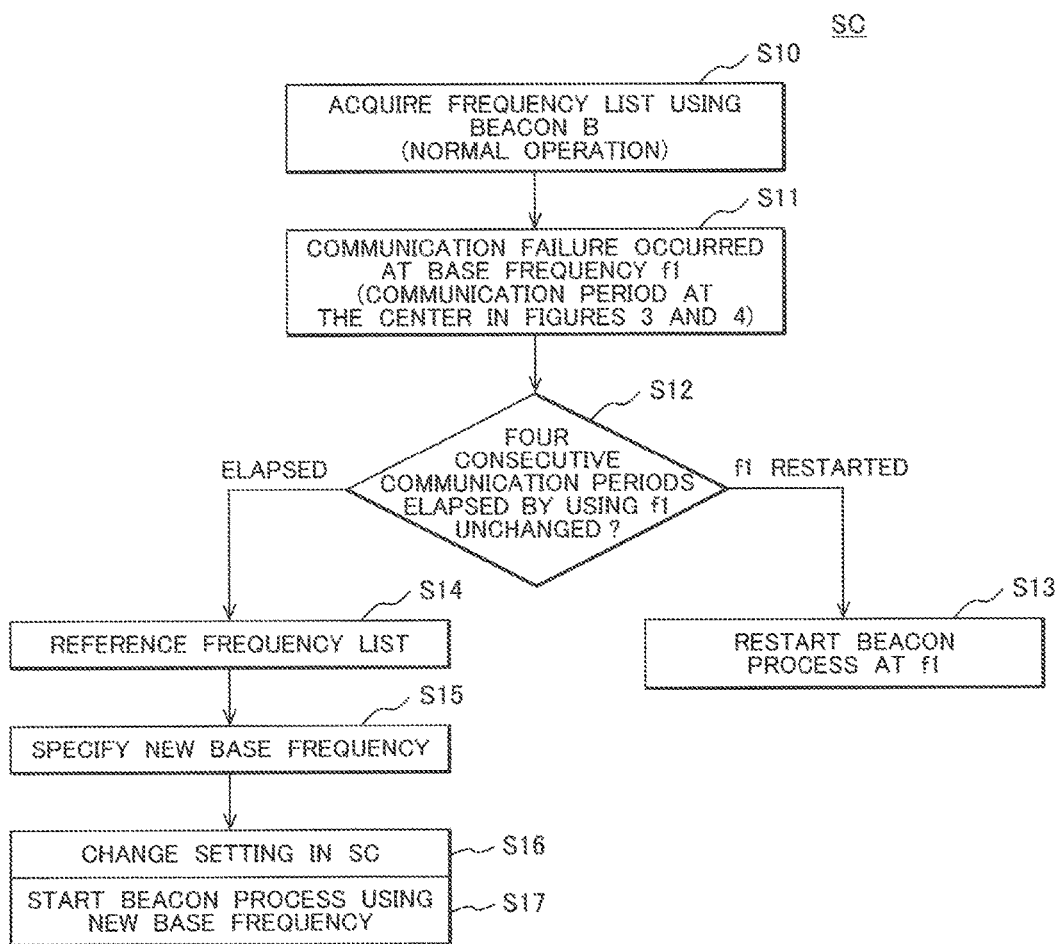 SC
S10
ACQUIRE FREQUENCY LIST USING
BEACON B
(NORMAL OPERATION)
S11
COMMUNICATION FAILURE OCCURRED
AT BASE FREQUENCY f1
(COMMUNICATION PERIOD AT
THE CENTER IN FIGURES 3 AND 4)
S12
FOUR
CONSECUTIVE
COMMUNICATION PERIODS
ELAPSED BY USING f1
UNCHANGED ?
ELAPSED
f1 RESTARTED
S14
REFERENCE FREQUENCY LIST
S13
RESTART BEACON
PROCESS AT f1
S15
SPECIFY NEW BASE FREQUENCY
CHANGE SETTING IN SC
S16
START BEACON PROCESS USING
NEW BASE FREQUENCY
S17